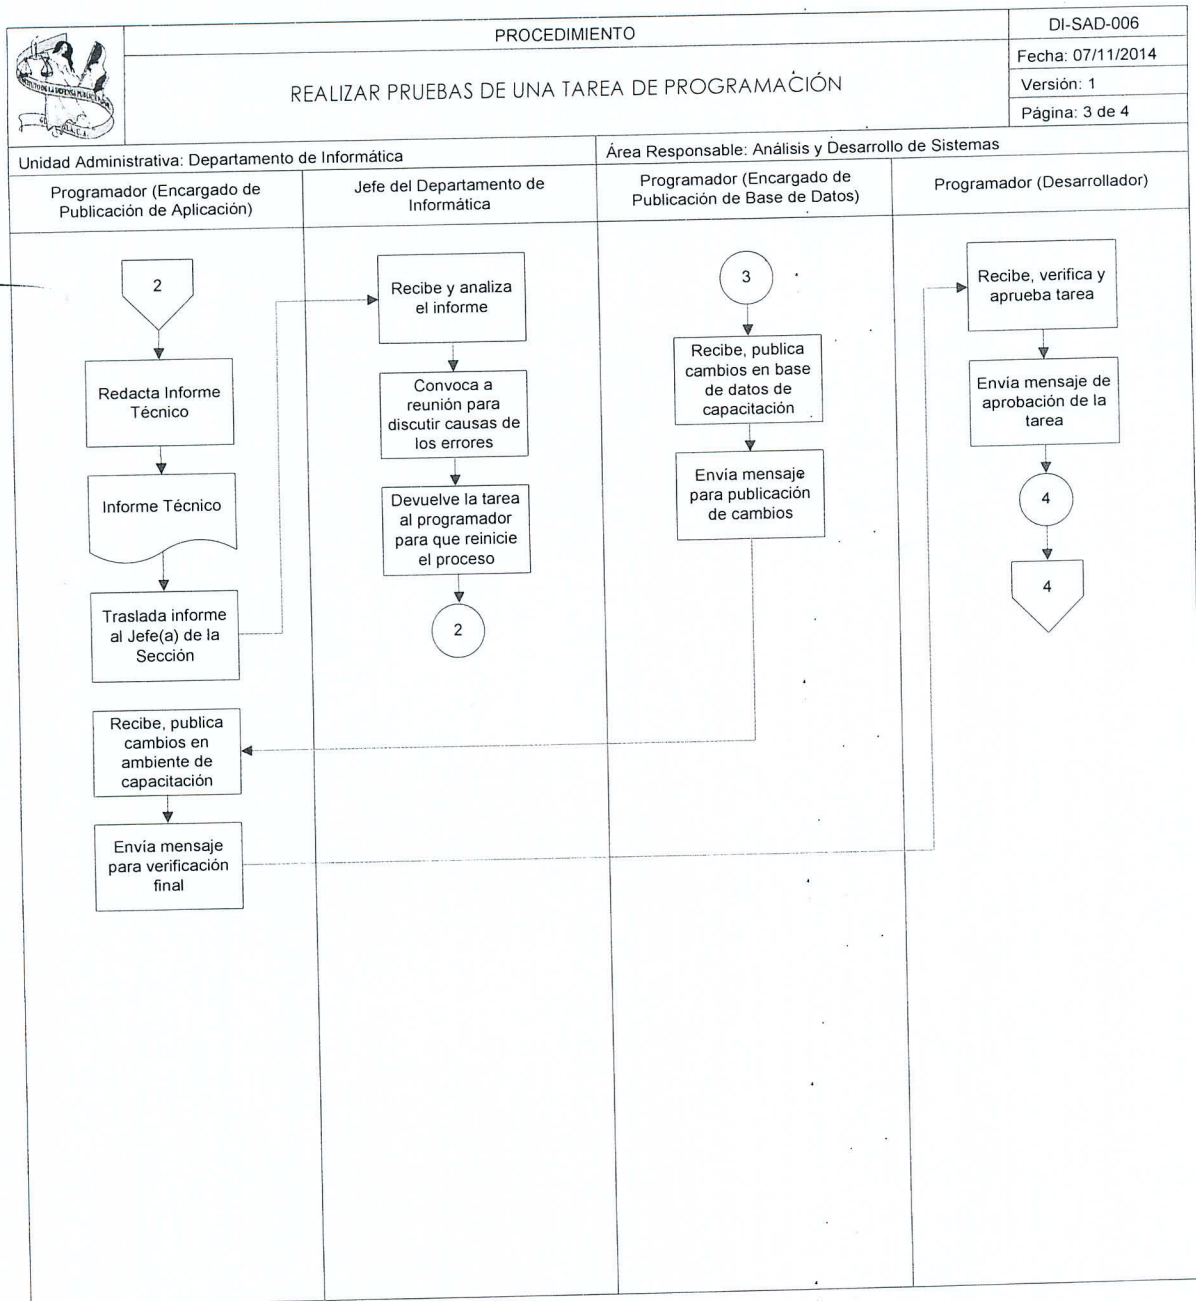 PROCEDIMIENTO
REALIZAR PRUEBAS DE UNA TAREA DE PROGRAMACIÓN
DI-SAD-006
Fecha: 07/11/2014
Versión: 1
Página: 3 de 4
Unidad Administrativa: Departamento de Informática
Área Responsable: Análisis y Desarrollo de Sistemas
Programador (Encargado de
Publicación de Aplicación)
Jefe del Departamento de
Informática
Programador (Encargado de
Publicación de Base de Datos)
Programador (Desarrollador)
2
Redacta Informe
Técnico
Informe Técnico
Traslada informe
al Jefe(a) de la
Sección
Recibe, publica
cambios en
ambiente de
capacitación
Envía mensaje
para verificación
final
Recibe y analiza
el informe
Convoca a
reunión para
discutir causas de
los errores
Devuelve la tarea
al programador
para que reinicie
el proceso
2
3
Recibe, publica
cambios en base
de datos de
capacitación
Envía mensaje
para publicación
de cambios
Recibe, verifica y
aprueba tarea
Envía mensaje de
aprobación de la
tarea
4
4